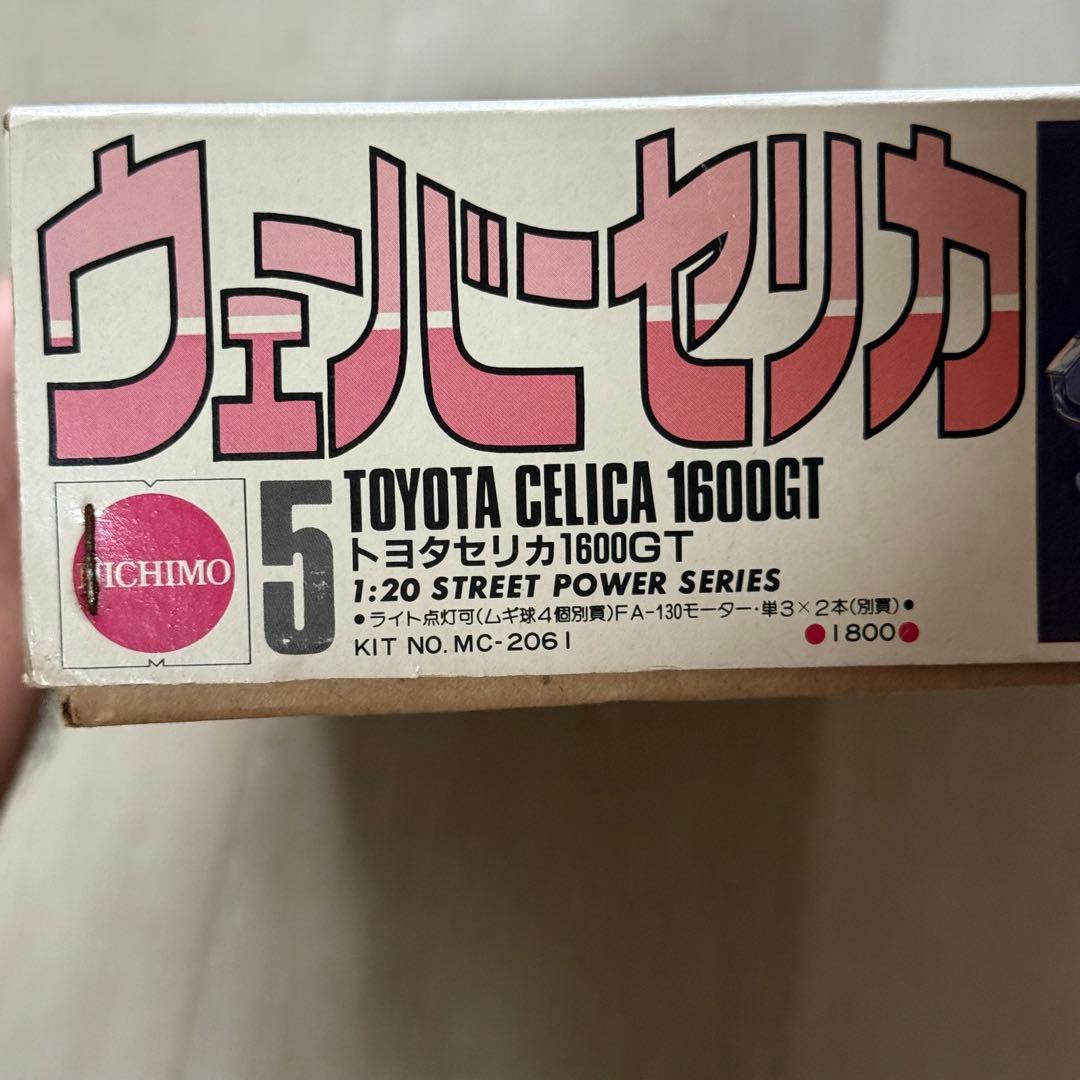 ウェバーセリカ
NICHIMO
5
TOYOTA CELICA 1600GT
トヨタセリカ1600GT
1:20 STREET POWER SERIES
●ライト点灯可(ムギ球4個別買)FA-130モーター・単3×2本(別買)●
KIT NO. MC-2061
●1800●